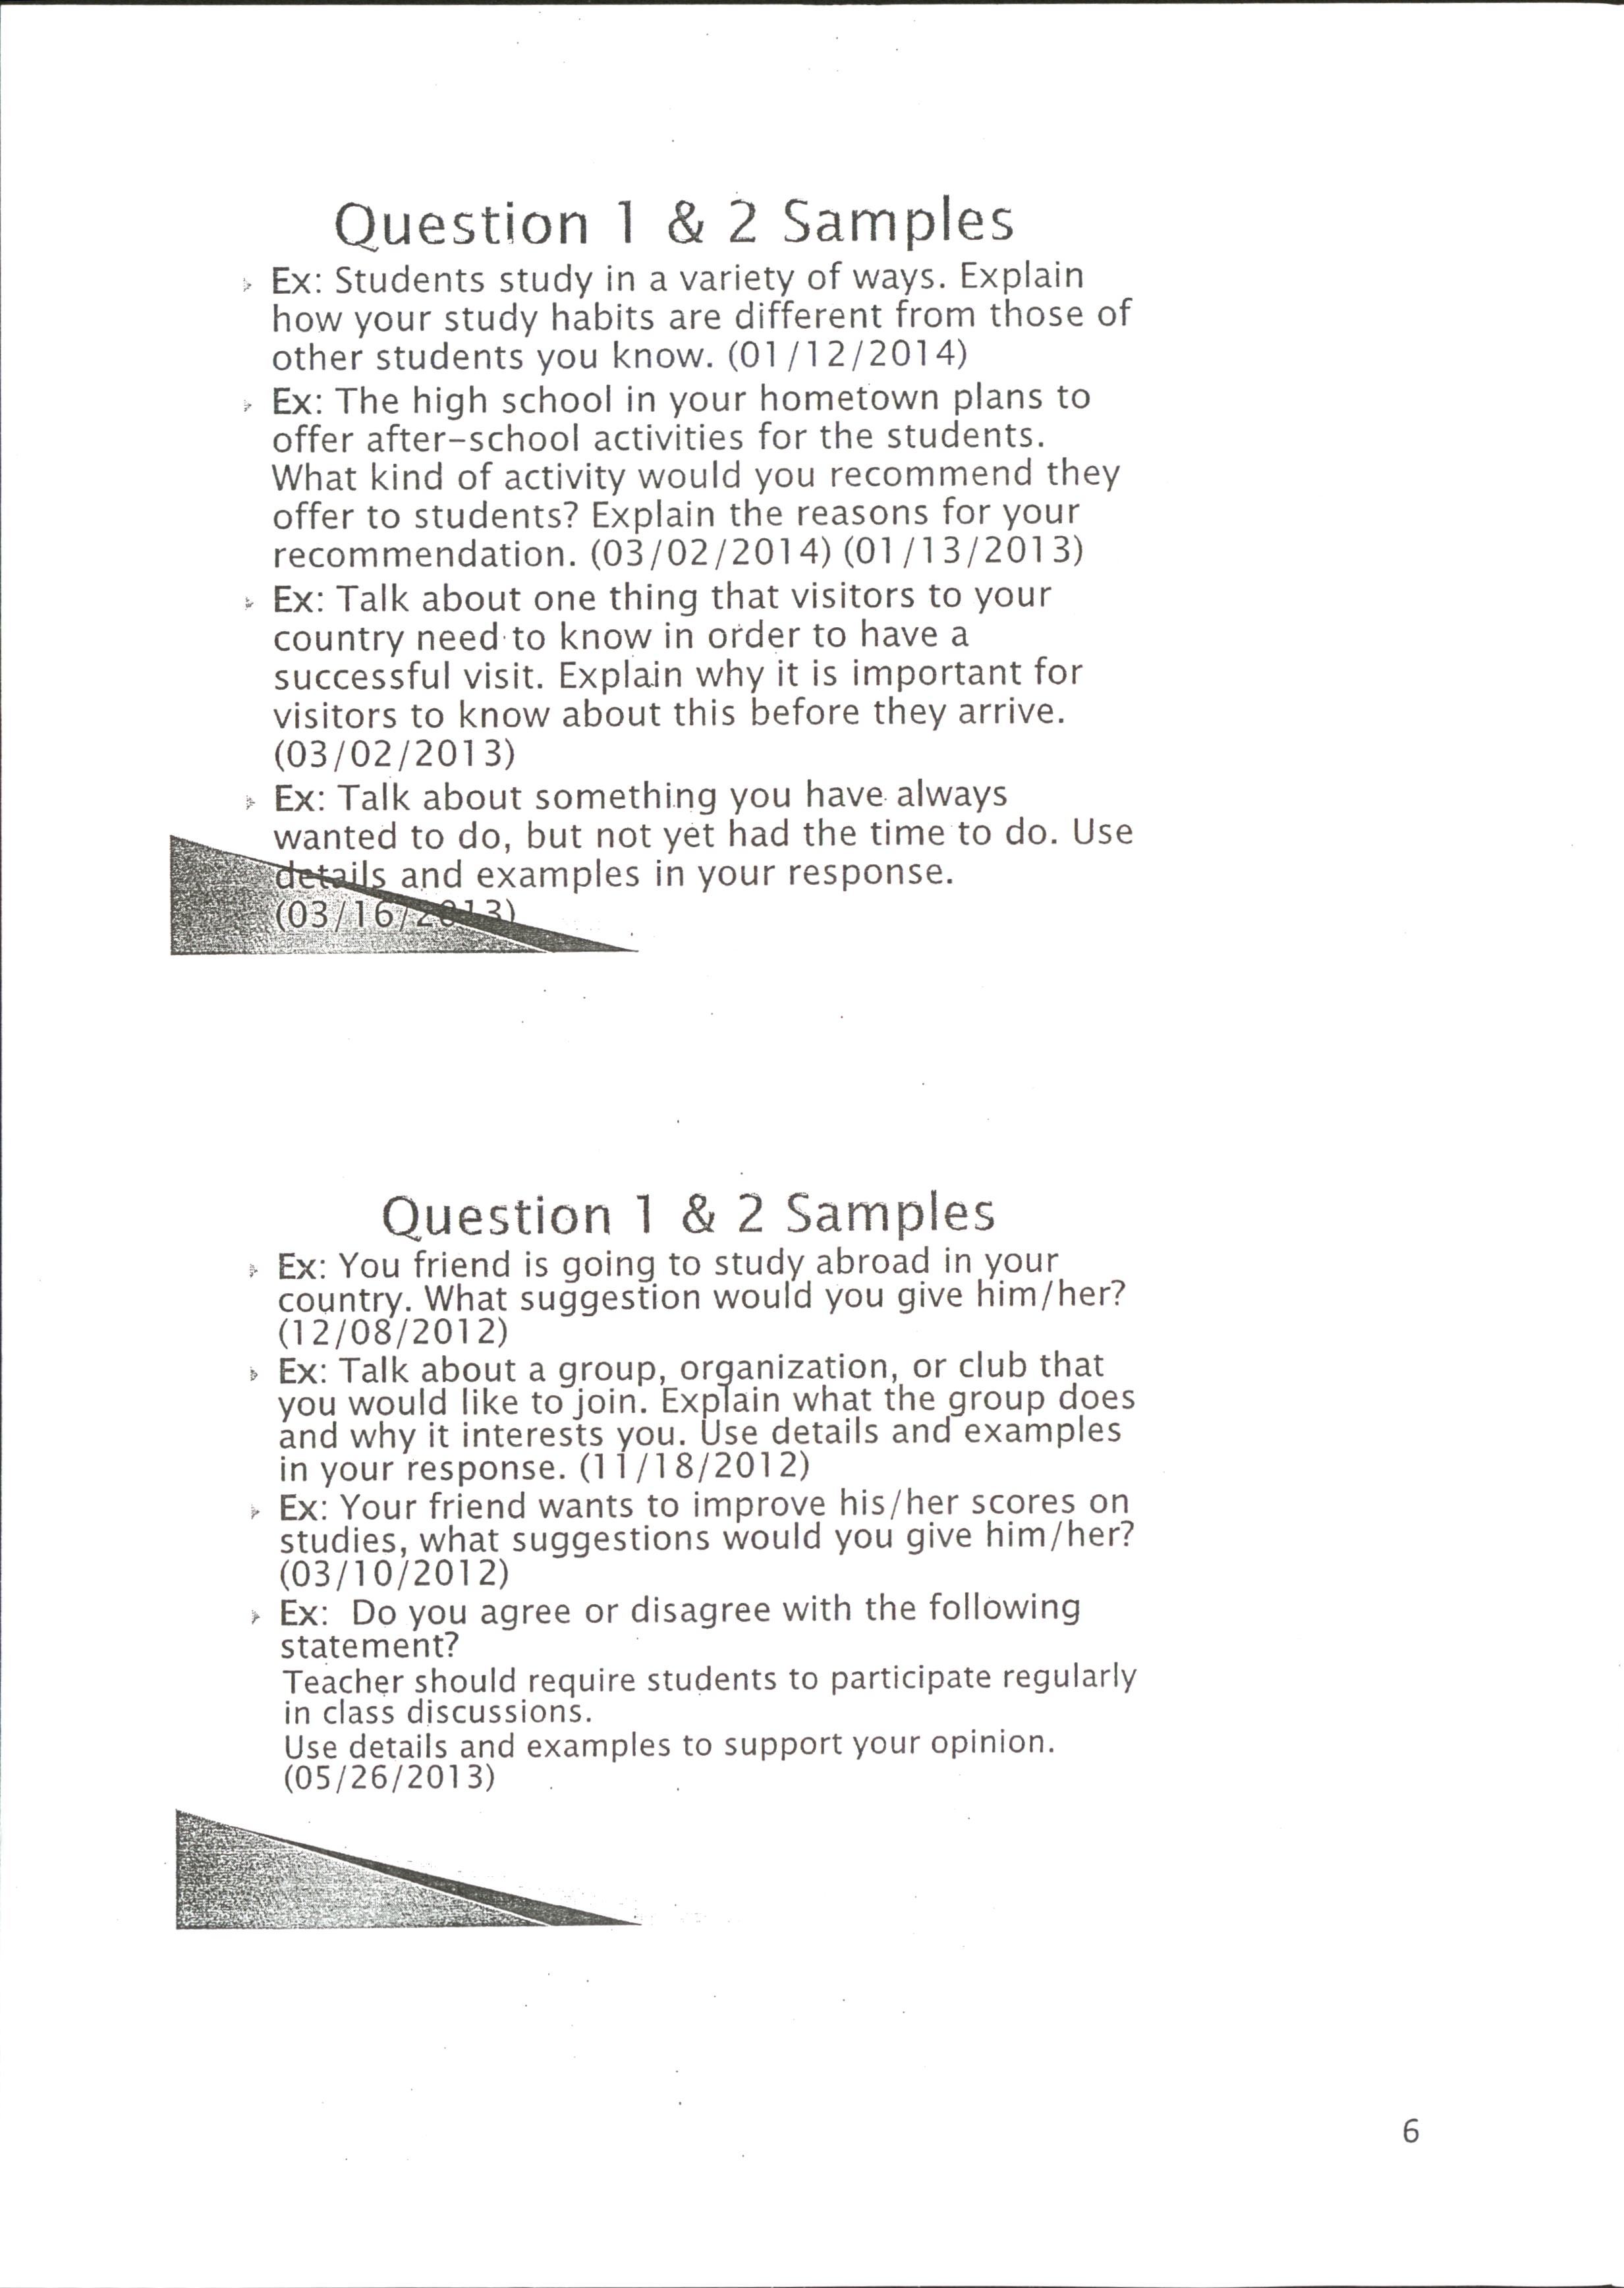 Question 1 & 2 Samples
Ex: Students study in a variety of ways. Explain
how your study habits are different from those of
other students you know. (01/12/2014)
Ex: The high school in your hometown plans to
offer after-school activities for the students.
What kind of activity would you recommend they
offer to students? Explain the reasons for your
recommendation. (03/02/2014) (01/13/2013)
Ex: Talk about one thing that visitors to your
country need to know in order to have a
successful visit. Explain why it is important for
visitors to know about this before they arrive.
(03/02/2013)
Ex: Talk about something you have always
wanted to do, but not yet had the time to do. Use
details and examples in your response.
(03/16/2013)
Question 1 & 2 Samples
Ex: You friend is going to study abroad in your
country. What suggestion would you give him/her?
(12/08/2012)
Ex: Talk about a group, organization, or club that
you would like to join. Explain what the group does
and why it interests you. Use details and examples
in your response. (11/18/2012)
Ex: Your friend wants to improve his/her scores on
studies, what suggestions would you give him/her?
(03/10/2012)
Ex: Do you agree or disagree with the following
statement?
Teacher should require students to participate regularly
in class discussions.
Use details and examples to support your opinion.
(05/26/2013)
6